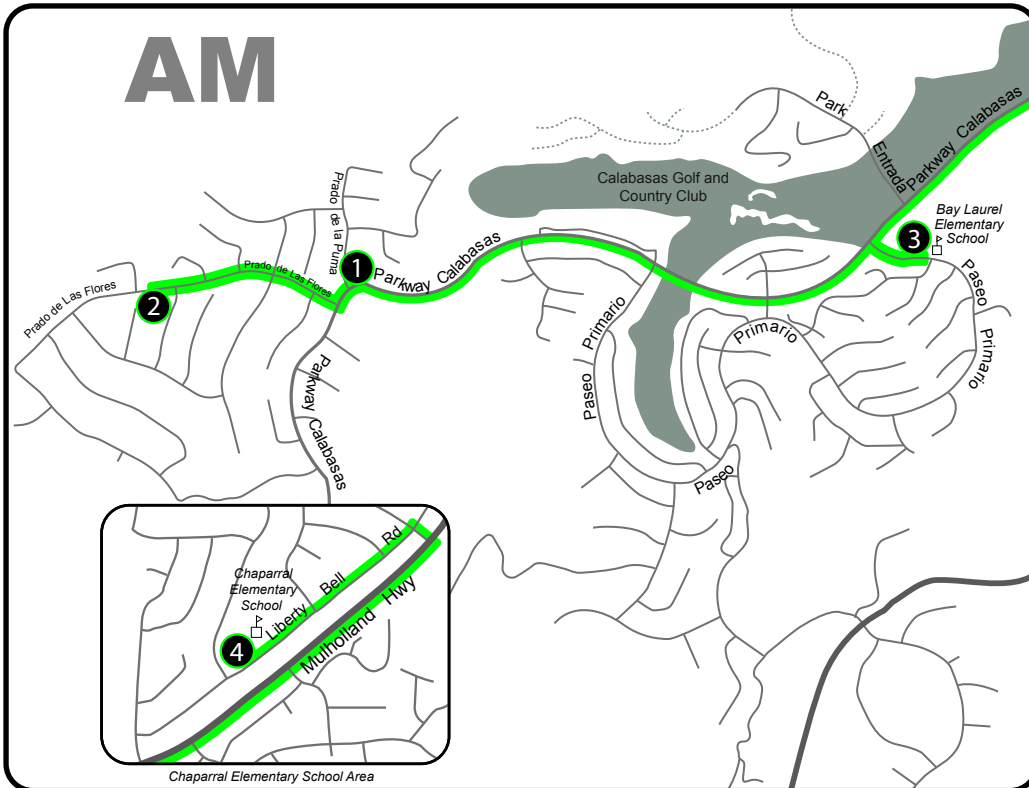 AM
Park
Entrada
Parkway Calabasas
Calabasas Golf and
Country Club
Bay Laurel
Elementary
School
3
Prado
de la Puma
1
Parkway Calabasas
Prado de Las Flores
Prado de Las Flores
2
Paseo
Primario
Primario
Paseo
Primario
Paseo
Parkway Calabasas
Chaparral
Elementary
School
4
Liberty Bell Rd
Mulholland Hwy
Chaparral Elementary School Area